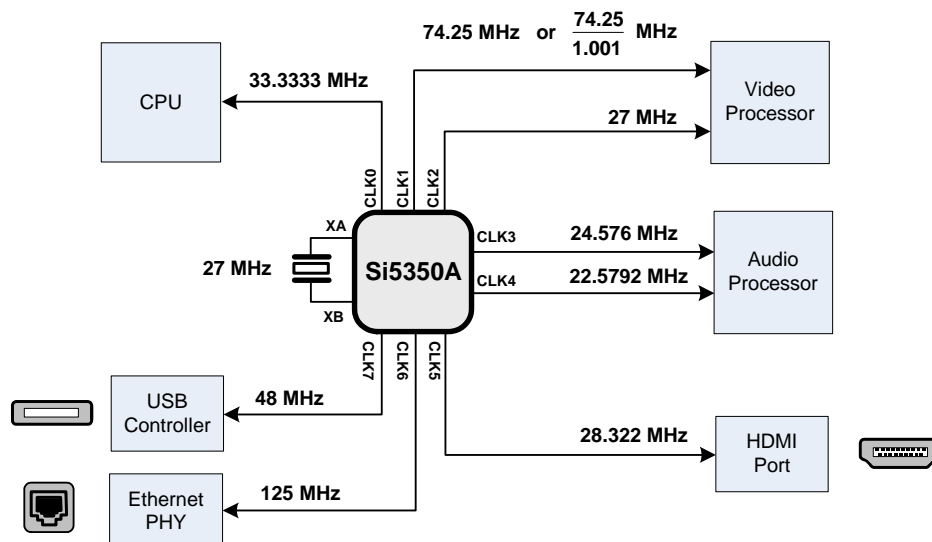 74.25 MHz or 74.25
1.001 MHz
CPU
33.3333 MHz
Video
Processor
27 MHz
CLK0
CLK1
CLK2
XA
27 MHz
XB
Si5350A
CLK3
24.576 MHz
CLK4
22.5792 MHz
Audio
Processor
CLK7
CLK6
CLK5
USB
Controller
48 MHz
28.322 MHz
HDMI
Port
Ethernet
PHY
125 MHz